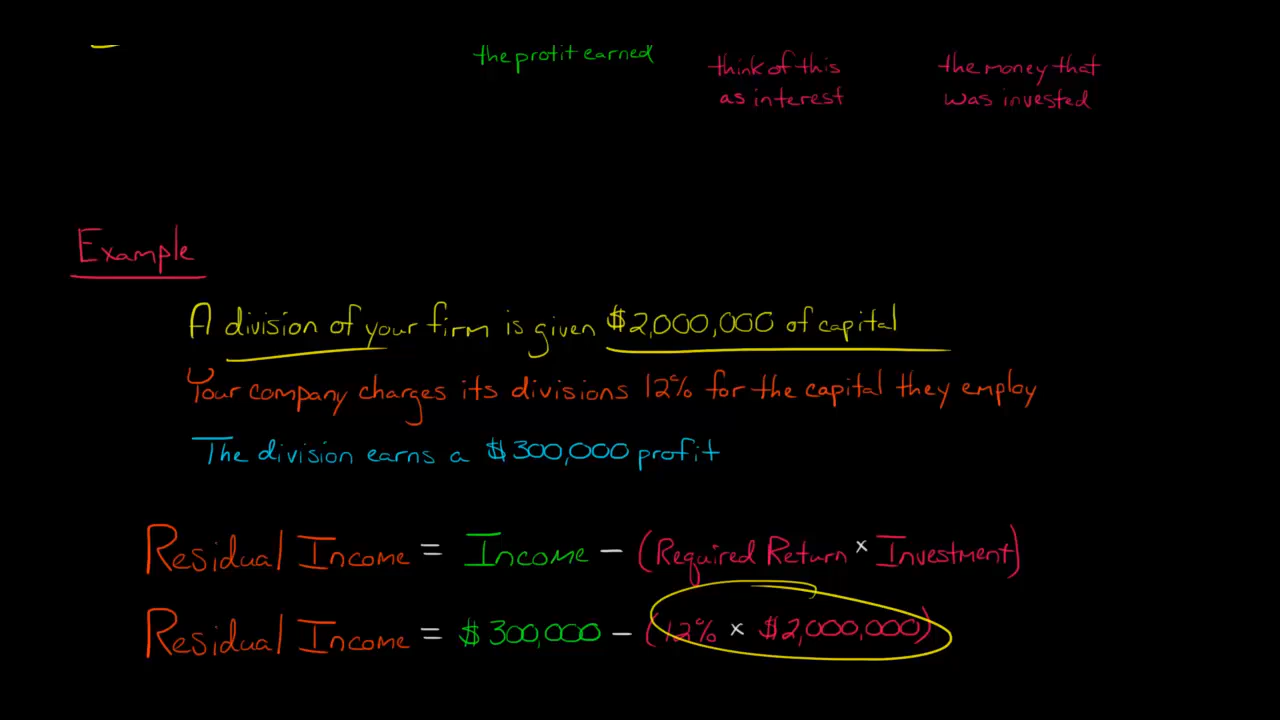 the profit earned
think of this
as interest
the money that
was invested
Example
A division of your firm is given $2,000,000 of capital
Your company charges its divisions 12% for the capital they employ
The division earns a $300,000 profit
Residual Income = Income − (Required Return × Investment)
Residual Income = $300,000 − (12% × $2,000,000)